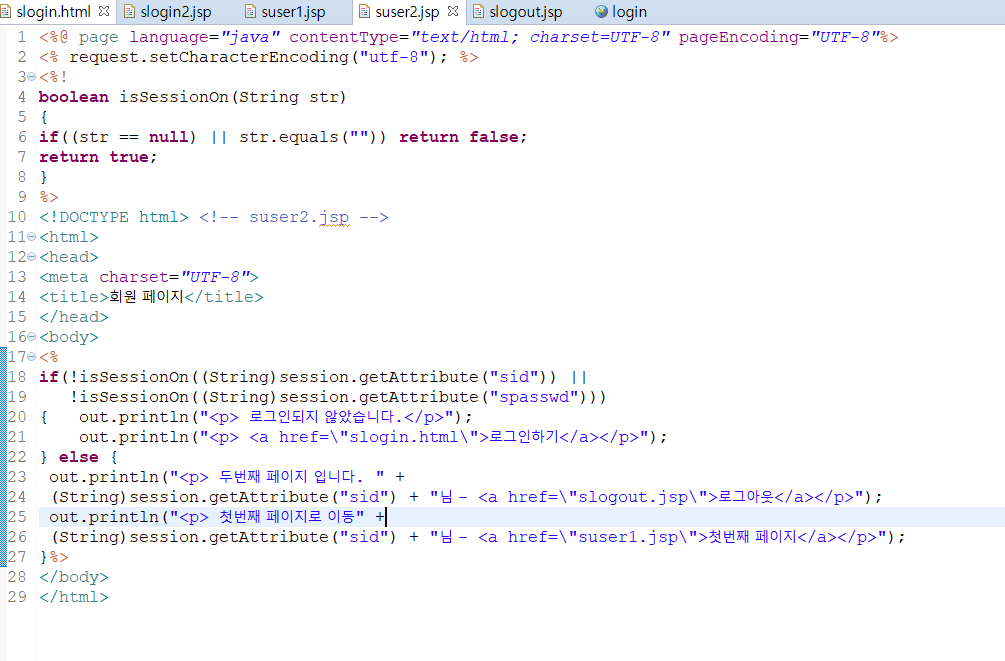 slogin.html slogin2.jsp suser1.jsp suser2.jsp slogout.jsp login
1 <%@ page language="java" contentType="text/html; charset=UTF-8" pageEncoding="UTF-8"%>
2 <% request.setCharacterEncoding("utf-8"); %>
3 <%!
4 boolean isSessionOn(String str)
5 {
6 if((str == null) || str.equals("")) return false;
7 return true;
8 }
9 %>
10 <!DOCTYPE html> <!-- suser2.jsp -->
11 <html>
12 <head>
13 <meta charset="UTF-8">
14 <title>회원 페이지</title>
15 </head>
16 <body>
17 <%
18 if(!isSessionOn((String)session.getAttribute("sid")) ||
19 !isSessionOn((String)session.getAttribute("spasswd")))
20 { out.println("<p> 로그인되지 않았습니다.</p>");
21 out.println("<p> <a href=\"slogin.html\">로그인하기</a></p>");
22 } else {
23 out.println("<p> 두번째 페이지 입니다. " +
24 (String)session.getAttribute("sid") + "님 - <a href=\"slogout.jsp\">로그아웃</a></p>");
25 out.println("<p> 첫번째 페이지로 이동" +
26 (String)session.getAttribute("sid") + "님 - <a href=\"suser1.jsp\">첫번째 페이지</a></p>");
27 }%>
28 </body>
29 </html>